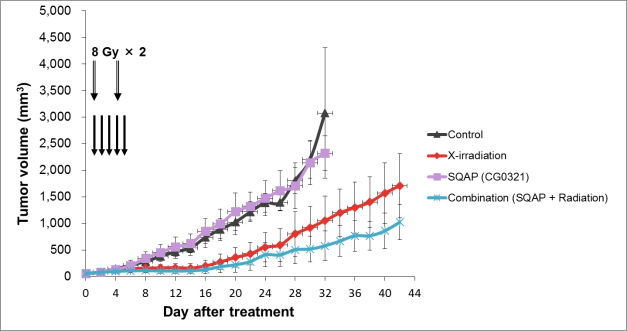 5,000
4,500
4,000
3,500
3,000
2,500
2,000
1,500
1,000
500
0
Tumor volume (mm³)
8 Gy × 2
Control
X-irradiation
SQAP (CG0321)
Combination (SQAP + Radiation)
0 4 8 12 16 20 24 28 32 36 40 44
Day after treatment